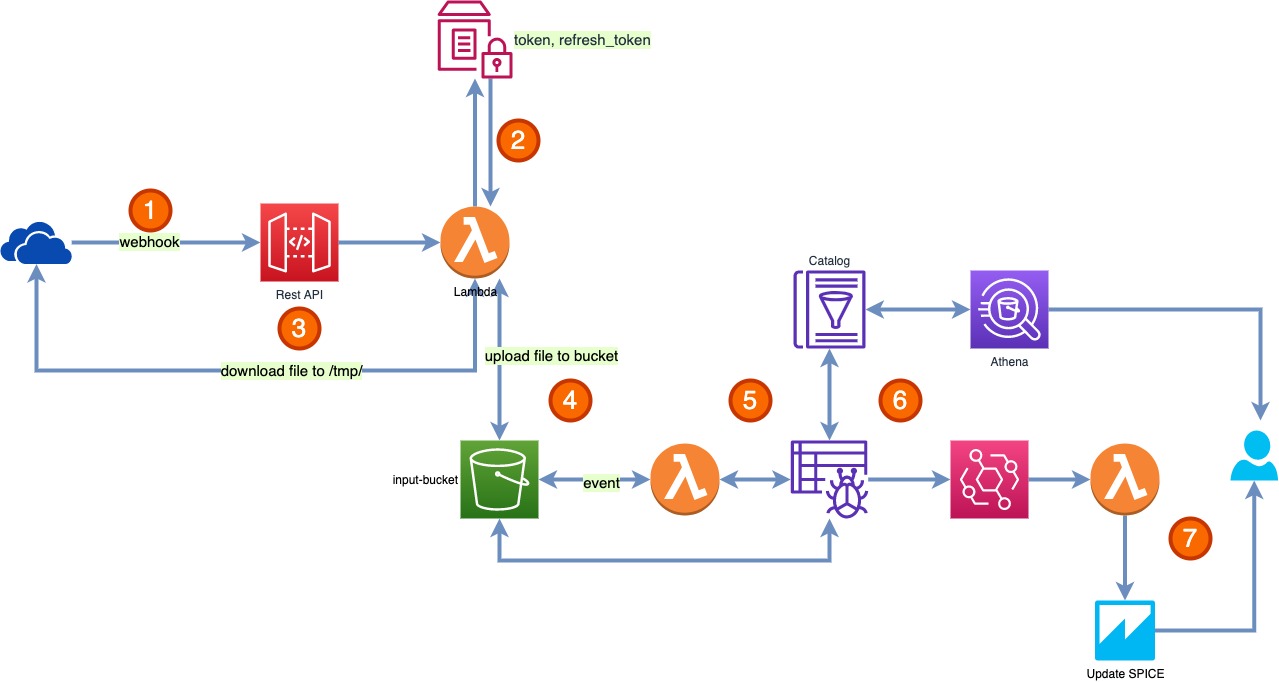 token, refresh_token
2
1
webhook
</>
Rest API
Lambda
3
download file to /tmp/
upload file to bucket
4
Catalog
Athena
5
6
input-bucket
event
7
Update SPICE